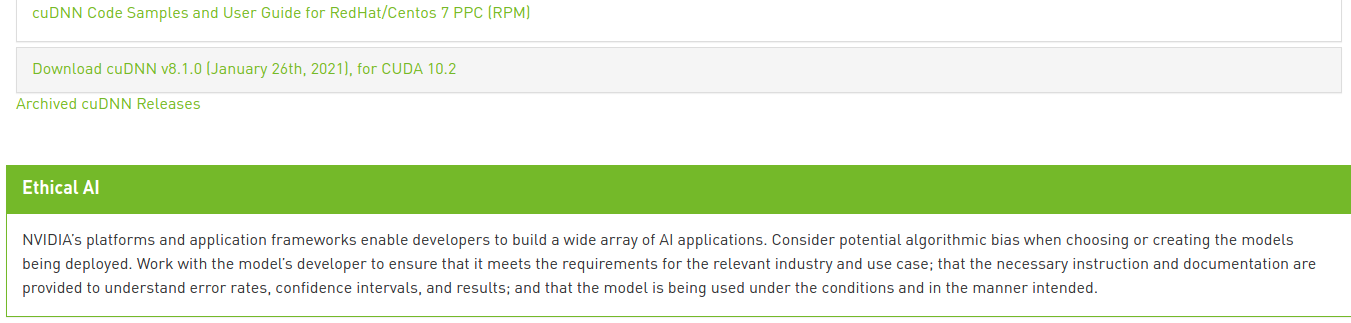 cuDNN Code Samples and User Guide for RedHat/Centos 7 PPC (RPM)
Download cuDNN v8.1.0 (January 26th, 2021), for CUDA 10.2
Archived cuDNN Releases
Ethical AI
NVIDIA's platforms and application frameworks enable developers to build a wide array of AI applications. Consider potential algorithmic bias when choosing or creating the models
being deployed. Work with the model's developer to ensure that it meets the requirements for the relevant industry and use case; that the necessary instruction and documentation are
provided to understand error rates, confidence intervals, and results; and that the model is being used under the conditions and in the manner intended.